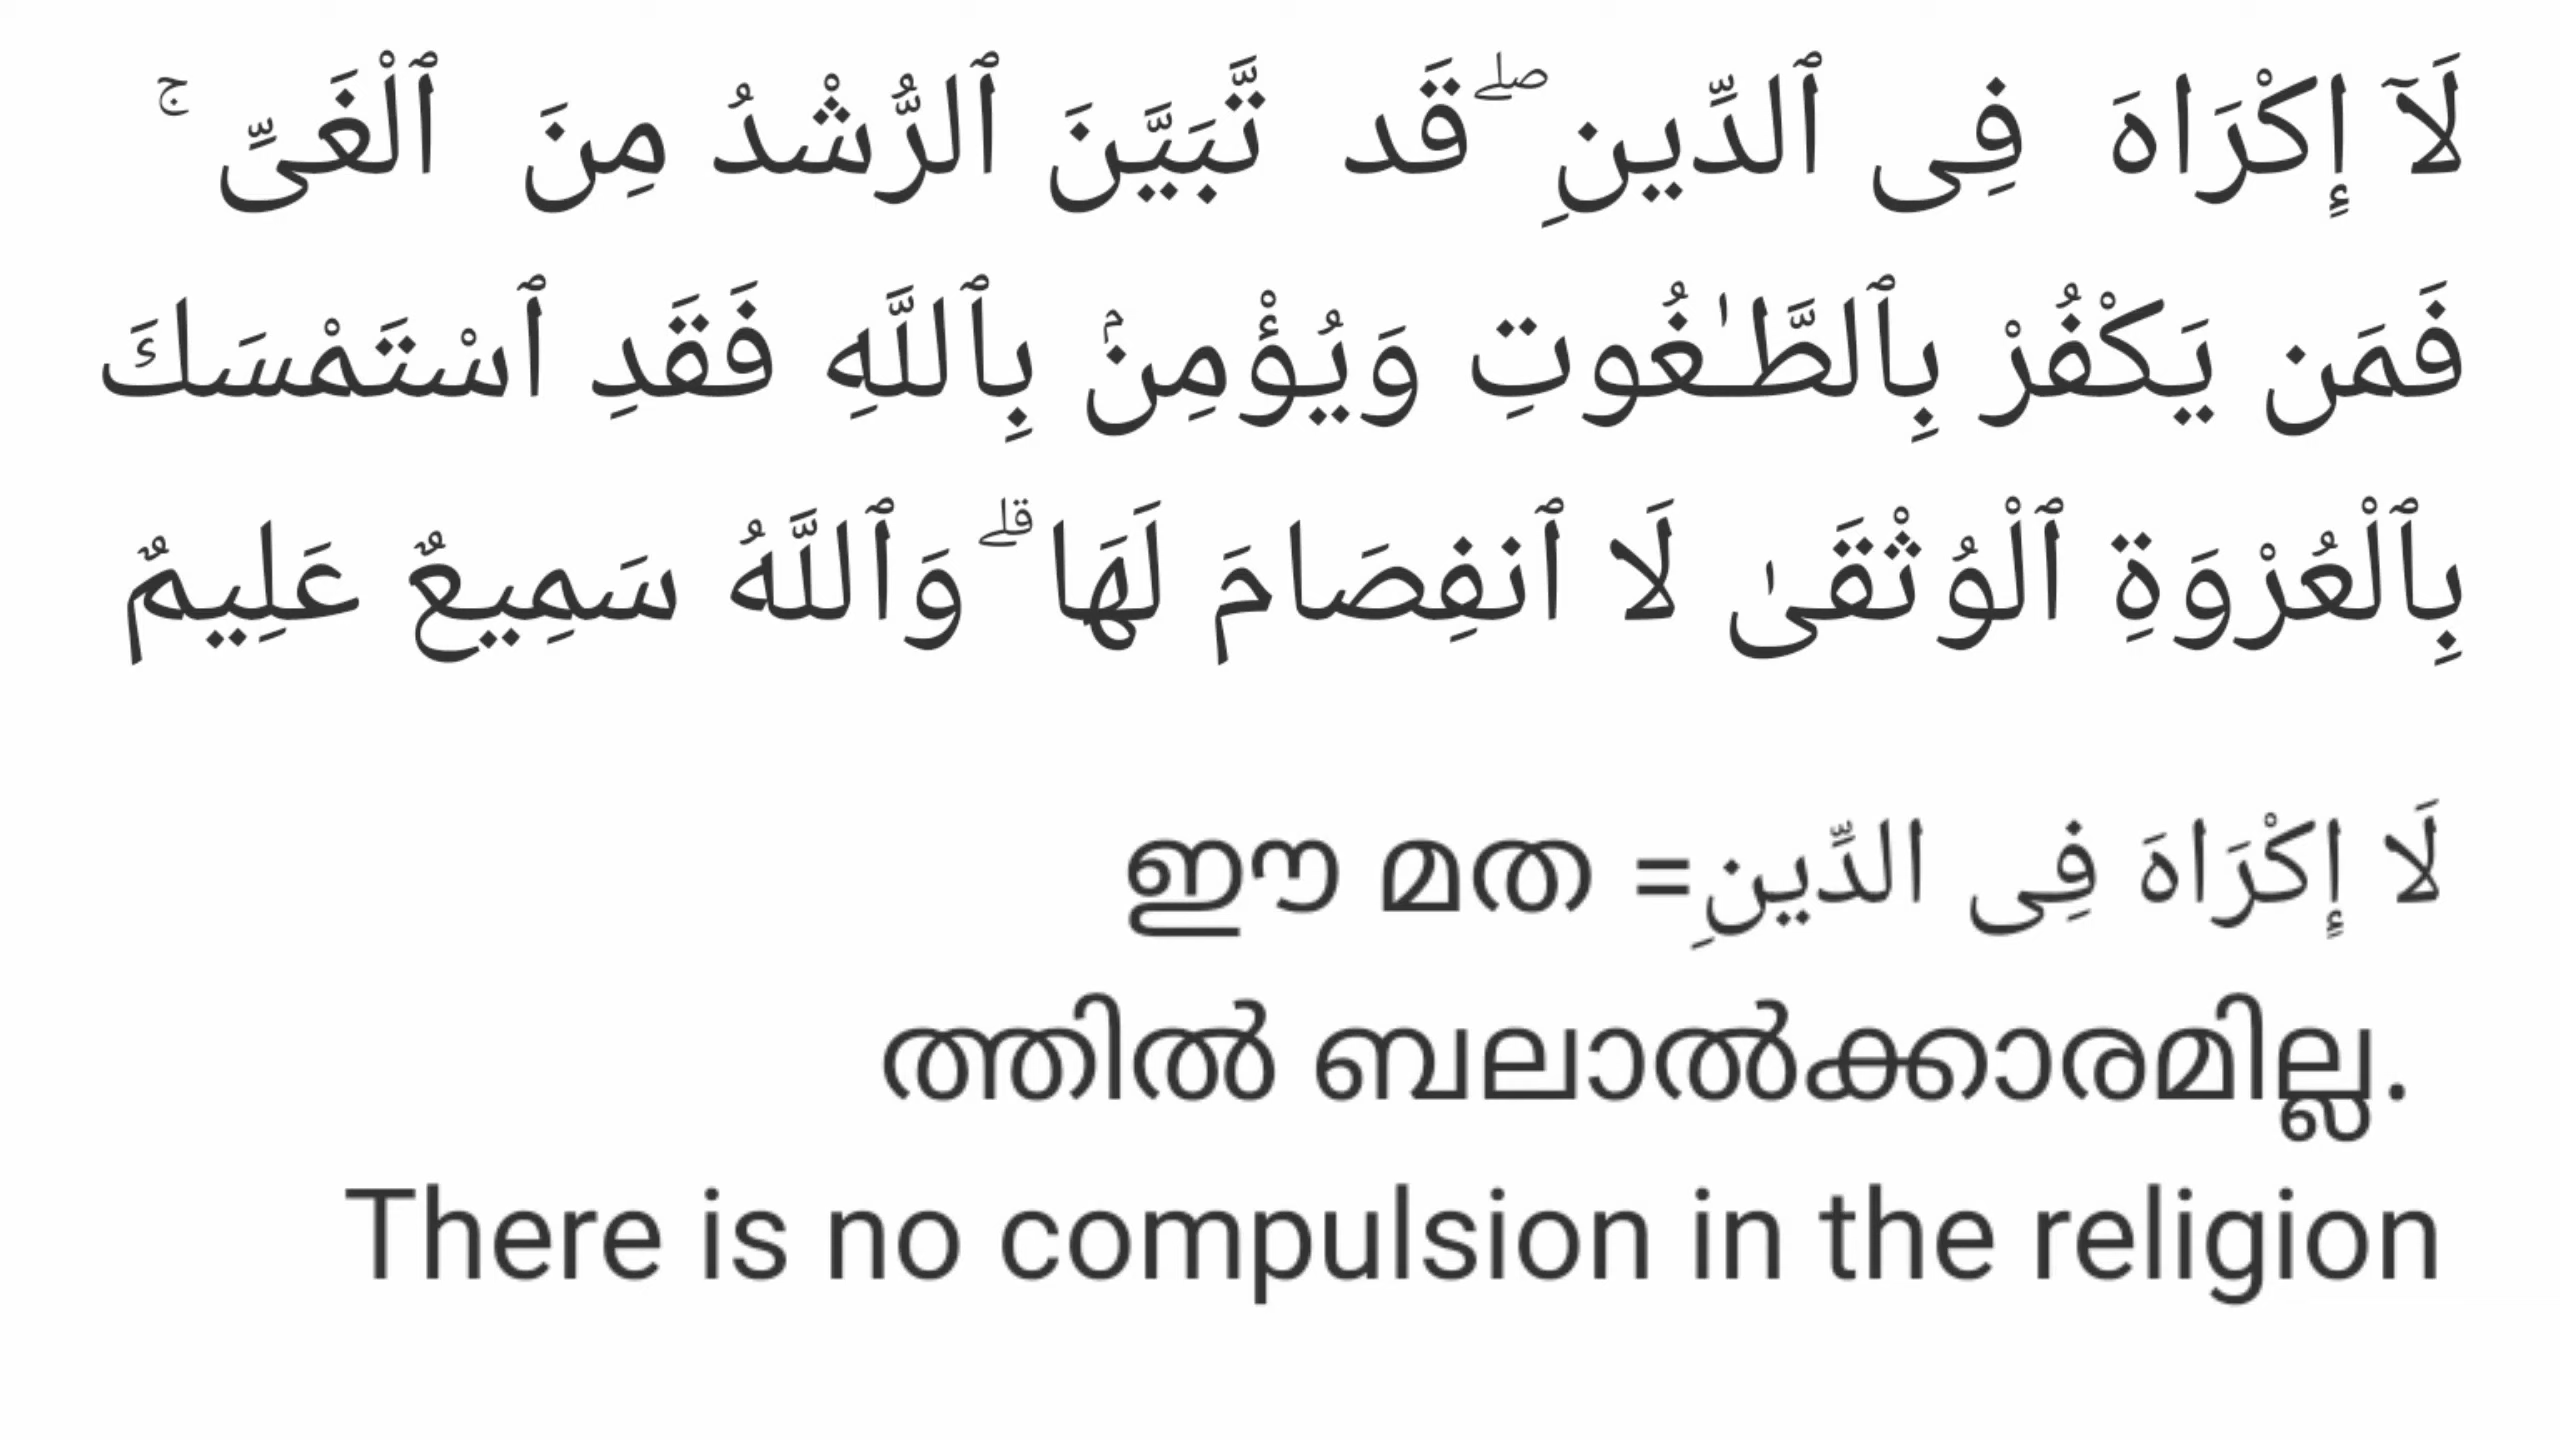 لَآ إِكْرَاهَ فِى ٱلدِّينِ ۖ قَد تَّبَيَّنَ ٱلرُّشْدُ مِنَ ٱلْغَىِّ ۚ
فَمَن يَكْفُرْ بِٱلطَّـٰغُوتِ وَيُؤْمِنۢ بِٱللَّهِ فَقَدِ ٱسْتَمْسَكَ
بِٱلْعُرْوَةِ ٱلْوُثْقَىٰ لَا ٱنفِصَامَ لَهَا ۗ وَٱللَّهُ سَمِيعٌ عَلِيمٌ
لَا إِكْرَاهَ فِى الدِّينِ= ഈ മത
ത്തിൽ ബലാൽക്കാരമില്ല.
There is no compulsion in the religion